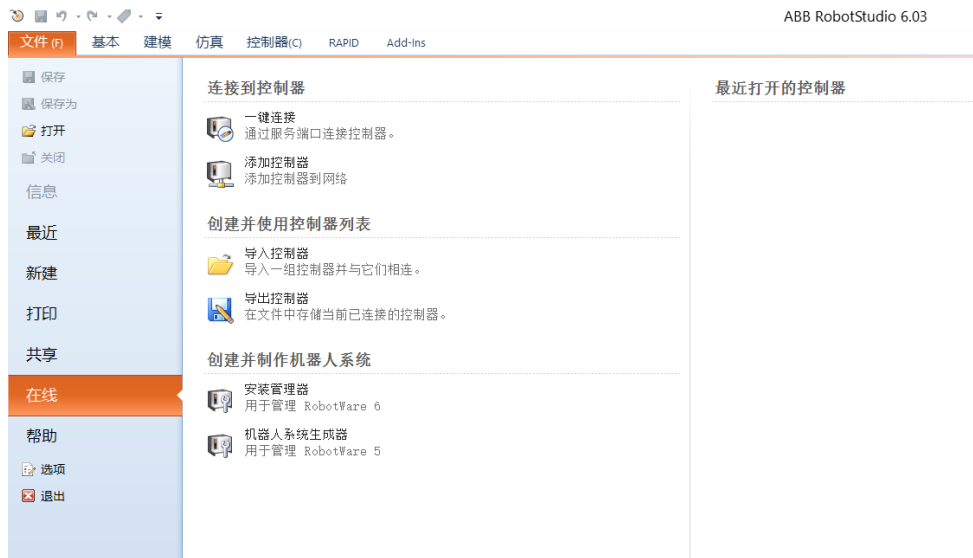 ABB RobotStudio 6.03
文件(F) 基本 建模 仿真 控制器(C) RAPID Add-Ins
保存
保存为
打开
关闭
信息
最近
新建
打印
共享
在线
帮助
选项
退出
连接到控制器
一键连接
通过服务端口连接控制器。
添加控制器
添加控制器到网络
创建并使用控制器列表
导入控制器
导入一组控制器并与它们相连。
导出控制器
在文件中存储当前已连接的控制器。
创建并制作机器人系统
安装管理器
用于管理 RobotWare 6
机器人系统生成器
用于管理 RobotWare 5
最近打开的控制器